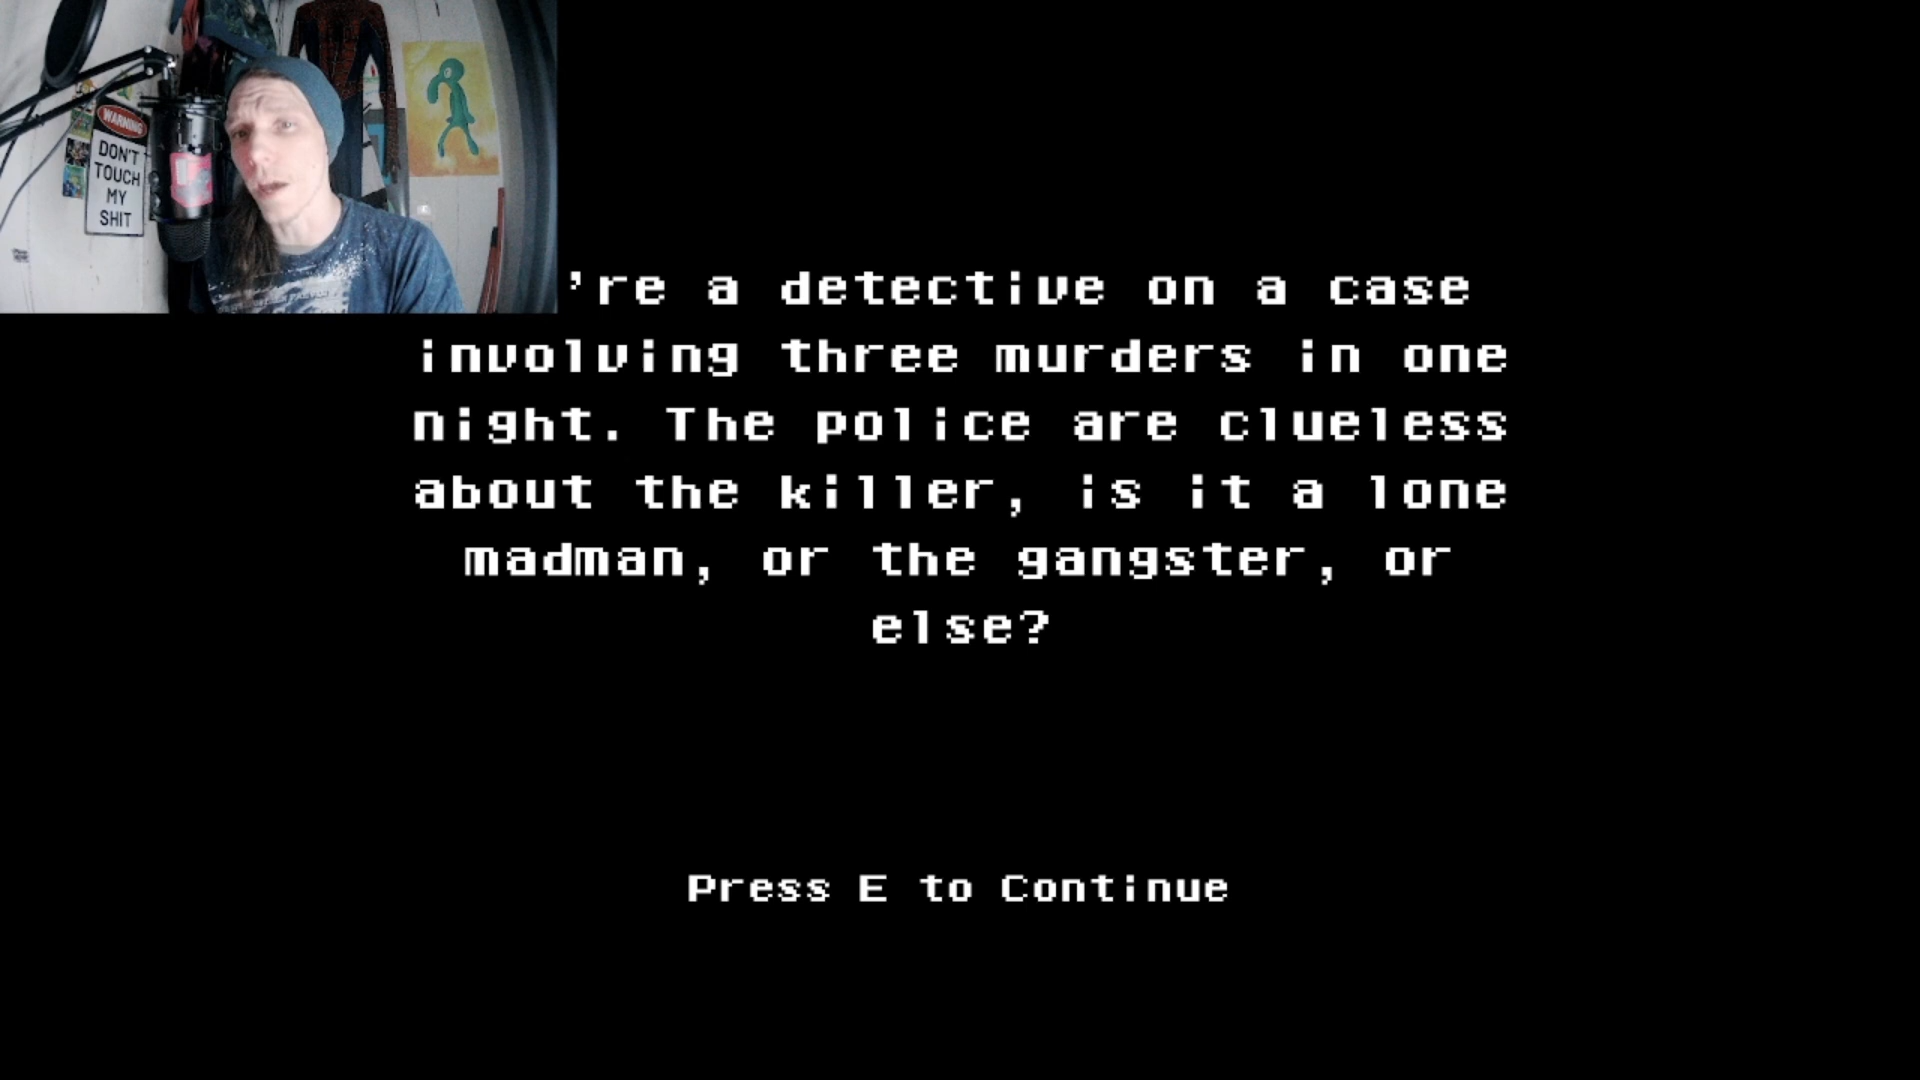 WARNING
DON'T
TOUCH
MY
SHIT
're a detective on a case
involving three murders in one
night. The police are clueless
about the killer, is it a lone
madman, or the gangster, or
else?
Press E to Continue